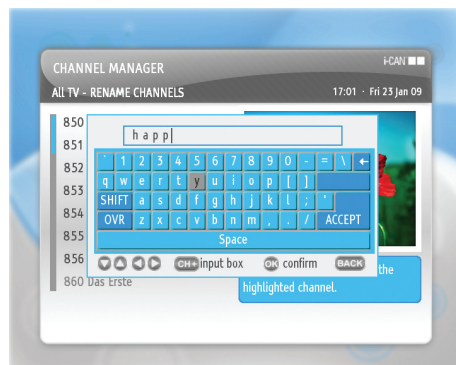 i-CAN
CHANNEL MANAGER
All TV - RENAME CHANNELS
17:01 · Fri 23 Jan 09
850
851
852
853
854
855
856
860 Das Erste
happ
` 1 2 3 4 5 6 7 8 9 0 - = \ ←
q w e r t y u i o p [ ]
SHIFT a s d f g h j k l ; '
OVR z x c v b n m , . / ACCEPT
Space
CH+ input box OK confirm BACK
the
highlighted channel.